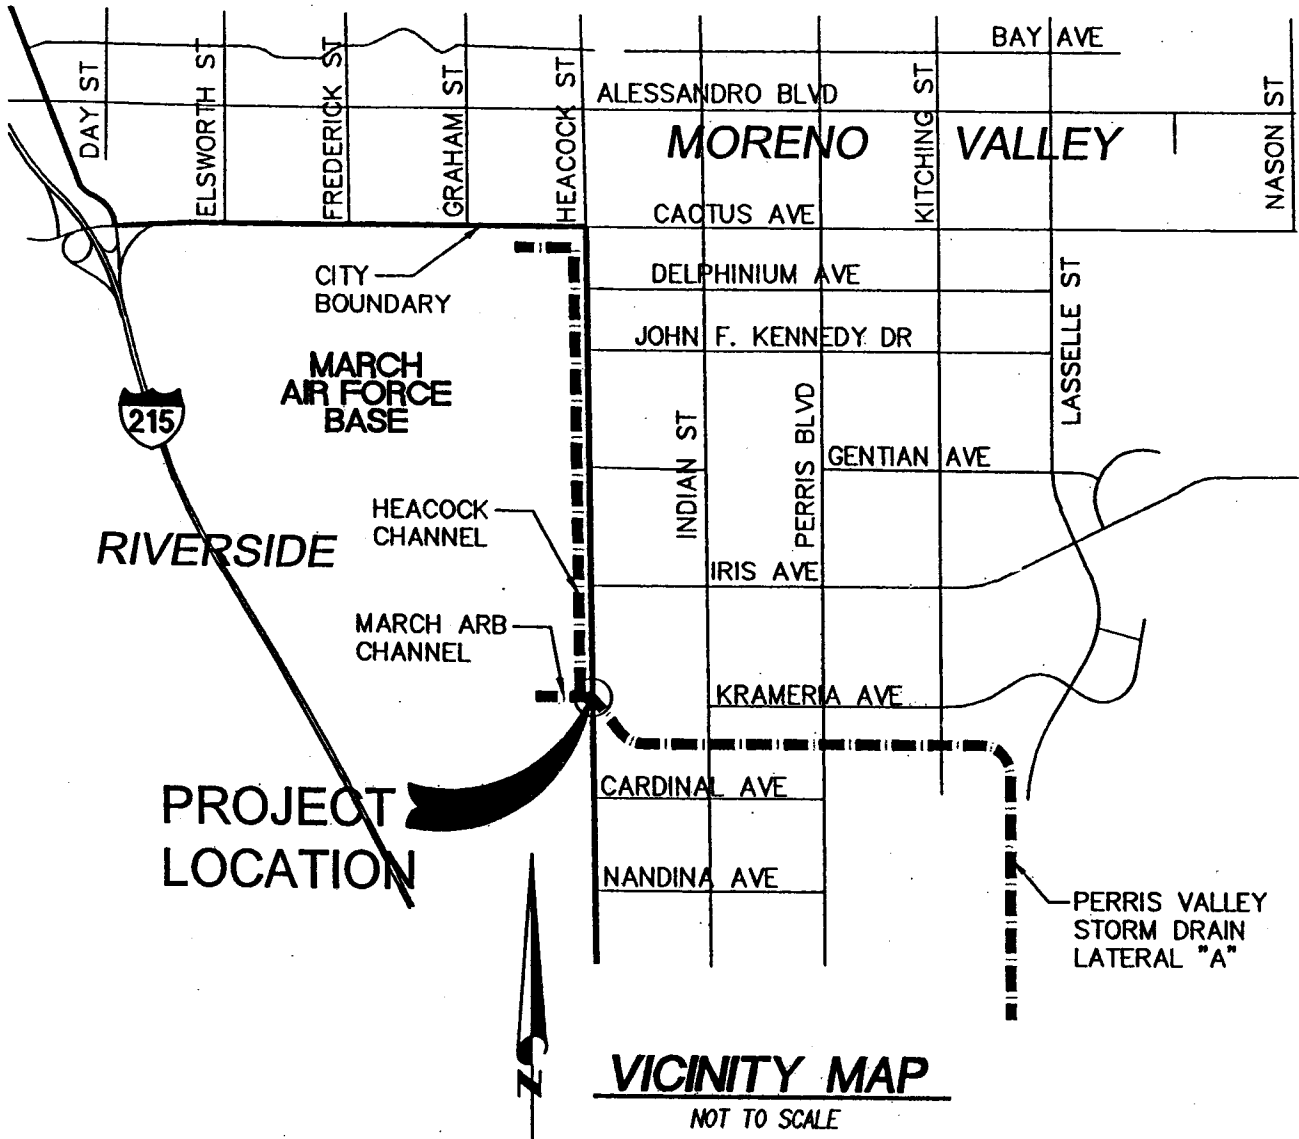 BAY AVE
DAY ST
ELSWORTH ST
FREDERICK ST
GRAHAM ST
HEACOCK ST
ALESSANDRO BLVD
KITCHING ST
NASON ST
MORENO VALLEY
CACTUS AVE
CITY
BOUNDARY
DELPHINIUM AVE
LASSELLE ST
JOHN F. KENNEDY DR
MARCH
AIR FORCE
BASE
215
INDIAN ST
PERRIS BLVD
GENTIAN AVE
HEACOCK
CHANNEL
RIVERSIDE
IRIS AVE
MARCH ARB
CHANNEL
KRAMERIA AVE
PROJECT
LOCATION
CARDINAL AVE
NANDINA AVE
PERRIS VALLEY
STORM DRAIN
LATERAL "A"
N
VICINITY MAP
NOT TO SCALE